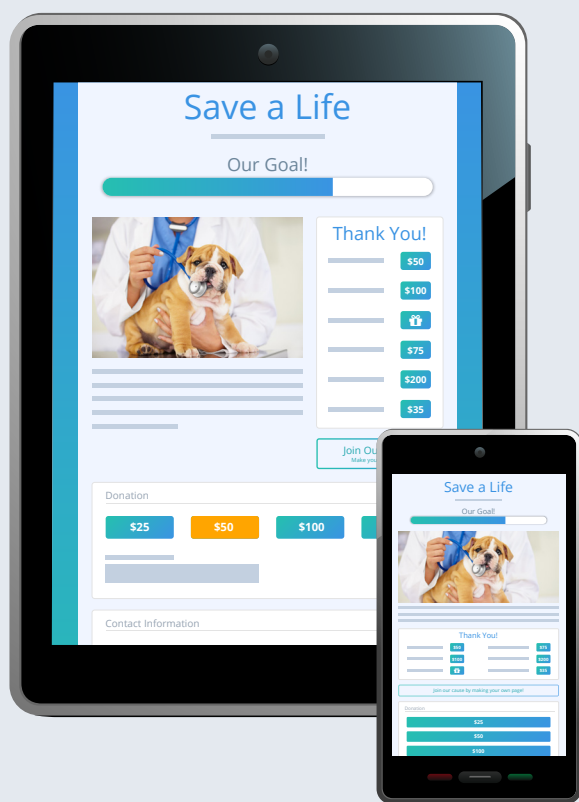 Save a Life
Our Goal!
Thank You!
$50
$100
$75
$200
$35
Join Ou
Make you
Donation
$25
$50
$100
Contact Information
Save a Life
Our Goal!
Thank You!
$50 $75
$100 $200
$35
Join our cause by making your own page!
Donation
$25
$50
$100